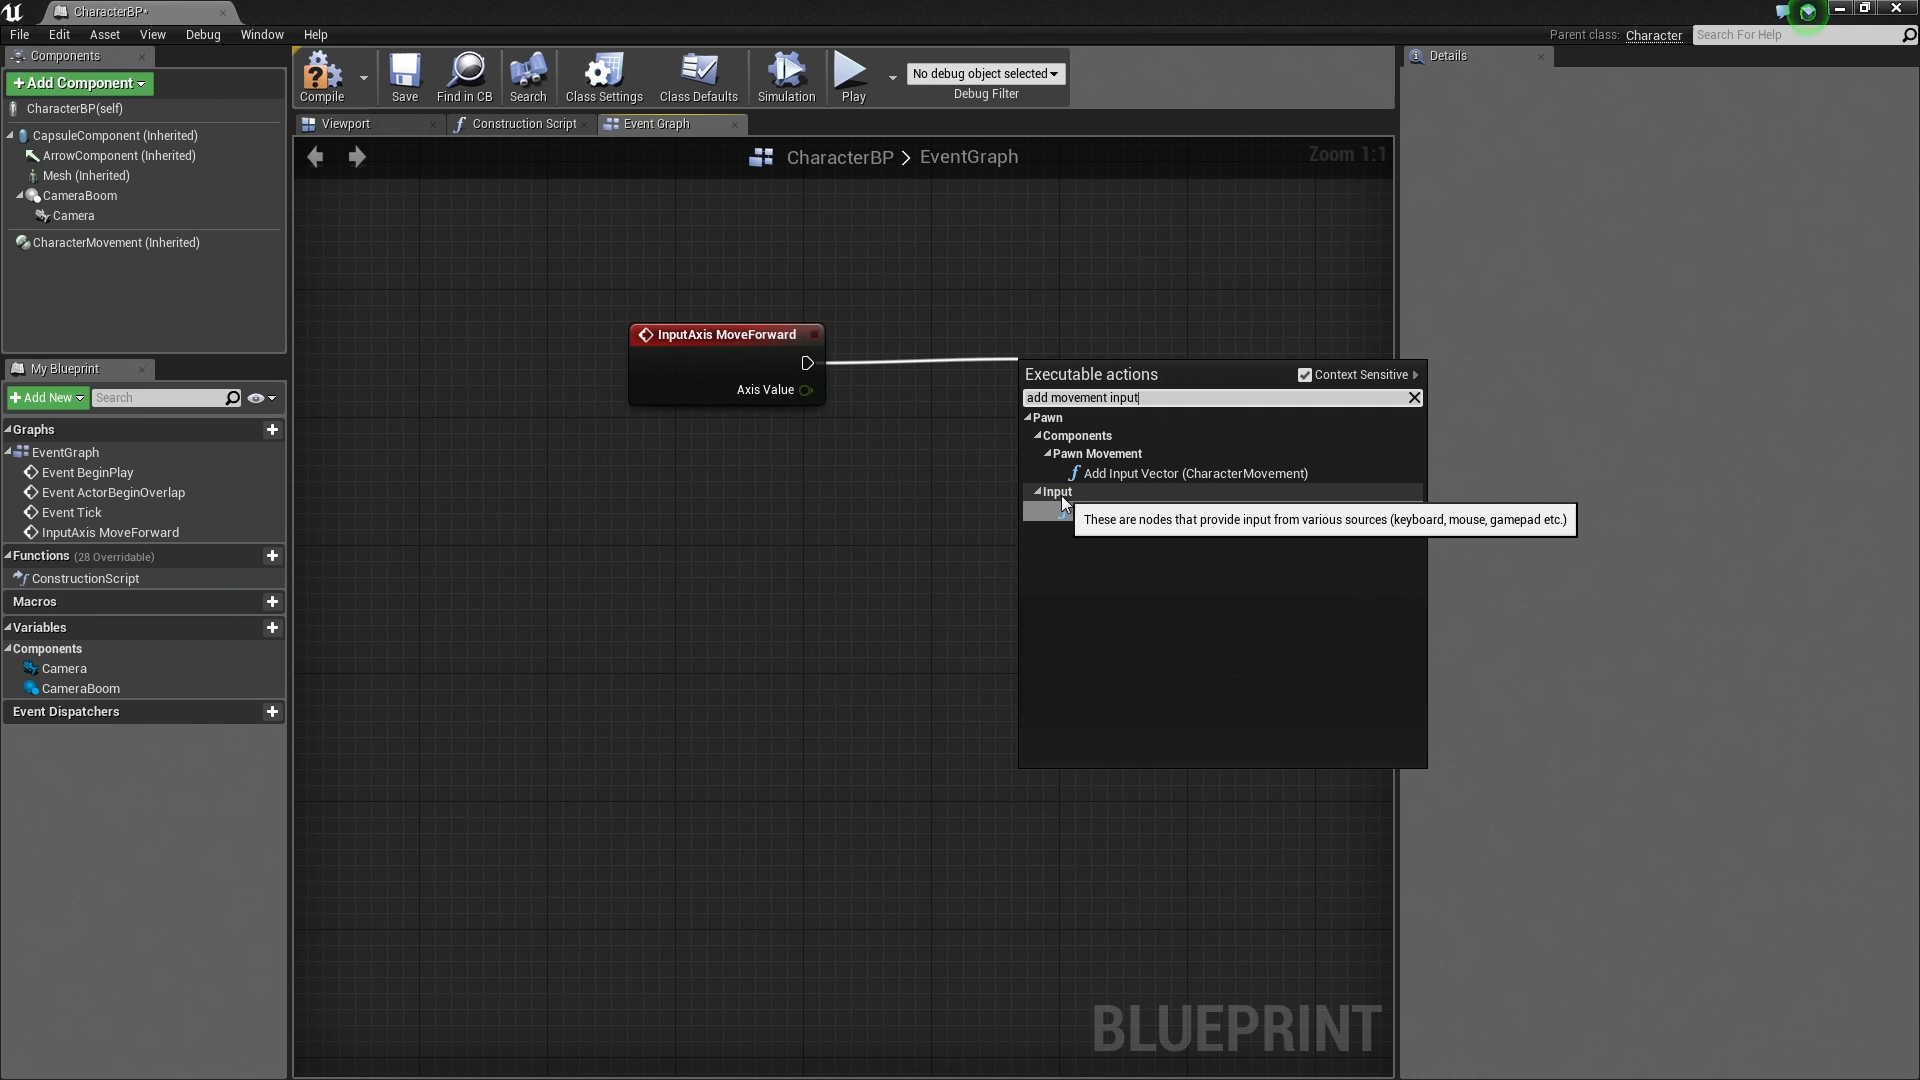 CharacterBP*
File Edit Asset View Debug Window Help
Parent class: Character Search For Help
Components
+ Add Component
CharacterBP(self)
CapsuleComponent (Inherited)
ArrowComponent (Inherited)
Mesh (Inherited)
CameraBoom
Camera
CharacterMovement (Inherited)
My Blueprint
+ Add New Search
Graphs
EventGraph
Event BeginPlay
Event ActorBeginOverlap
Event Tick
InputAxis MoveForward
Functions (28 Overridable)
ConstructionScript
Macros
Variables
Components
Camera
CameraBoom
Event Dispatchers
Compile Save Find in CB Search Class Settings Class Defaults Simulation Play
No debug object selected
Debug Filter
Viewport Construction Script Event Graph
CharacterBP > EventGraph
Zoom 1:1
InputAxis MoveForward
Axis Value
Executable actions Context Sensitive
add movement input
Pawn
Components
Pawn Movement
f Add Input Vector (CharacterMovement)
Input
These are nodes that provide input from various sources (keyboard, mouse, gamepad etc.)
BLUEPRINT
Details